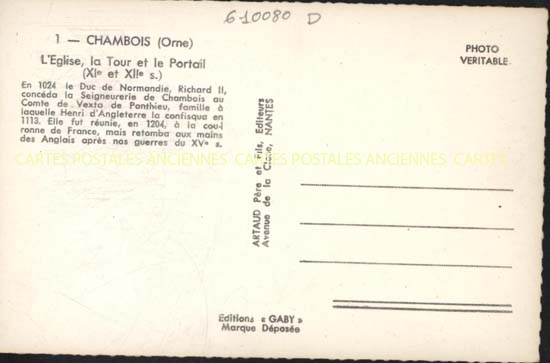 6-10080 D
1 — CHAMBOIS (Orne)
L'Eglise, la Tour et le Portail
(XIe et XIIe s.)
En 1024 le Duc de Normandie, Richard II,
concéda la Seigneurerie de Chambois au
Comte de Vexta de Ponthieu, famille à
laquelle Henri d'Angleterre la confisqua en
1113. Elle fut réunie, en 1204, à la cou-
ronne de France, mais retomba aux mains
des Anglais après nos guerres du XVe s.
PHOTO
VERITABLE
ARTAUD Père et Fils, Editeurs
Avenue de la Close, NANTES
CARTES POSTALES ANCIENNES CARTES POSTALES ANCIENNES CARTES
Editions « GABY »
Marque Déposée